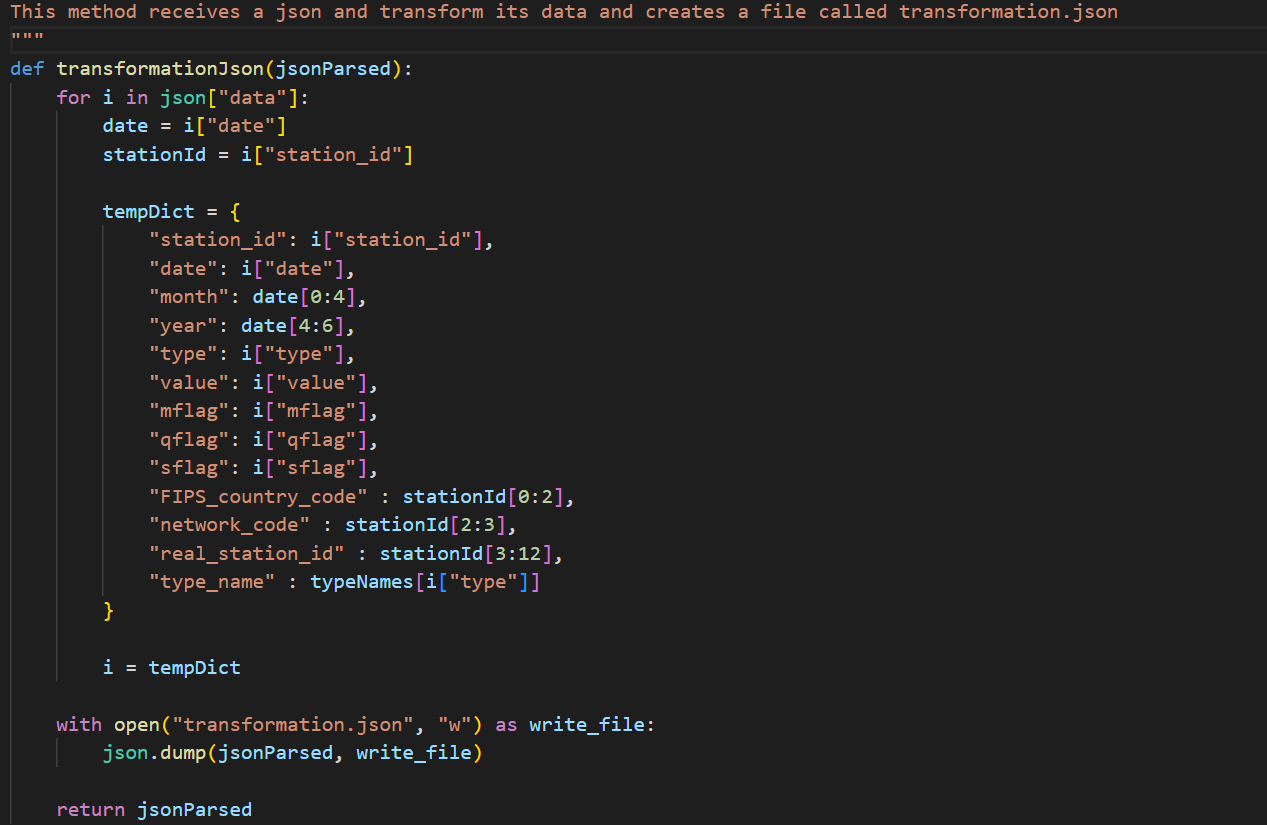 This method receives a json and transform its data and creates a file called transformation.json
"""
def transformationJson(jsonParsed):
    for i in json["data"]:
        date = i["date"]
        stationId = i["station_id"]

        tempDict = {
            "station_id": i["station_id"],
            "date": i["date"],
            "month": date[0:4],
            "year": date[4:6],
            "type": i["type"],
            "value": i["value"],
            "mflag": i["mflag"],
            "qflag": i["qflag"],
            "sflag": i["sflag"],
            "FIPS_country_code" : stationId[0:2],
            "network_code" : stationId[2:3],
            "real_station_id" : stationId[3:12],
            "type_name" : typeNames[i["type"]]
        }

        i = tempDict

    with open("transformation.json", "w") as write_file:
        json.dump(jsonParsed, write_file)

    return jsonParsed